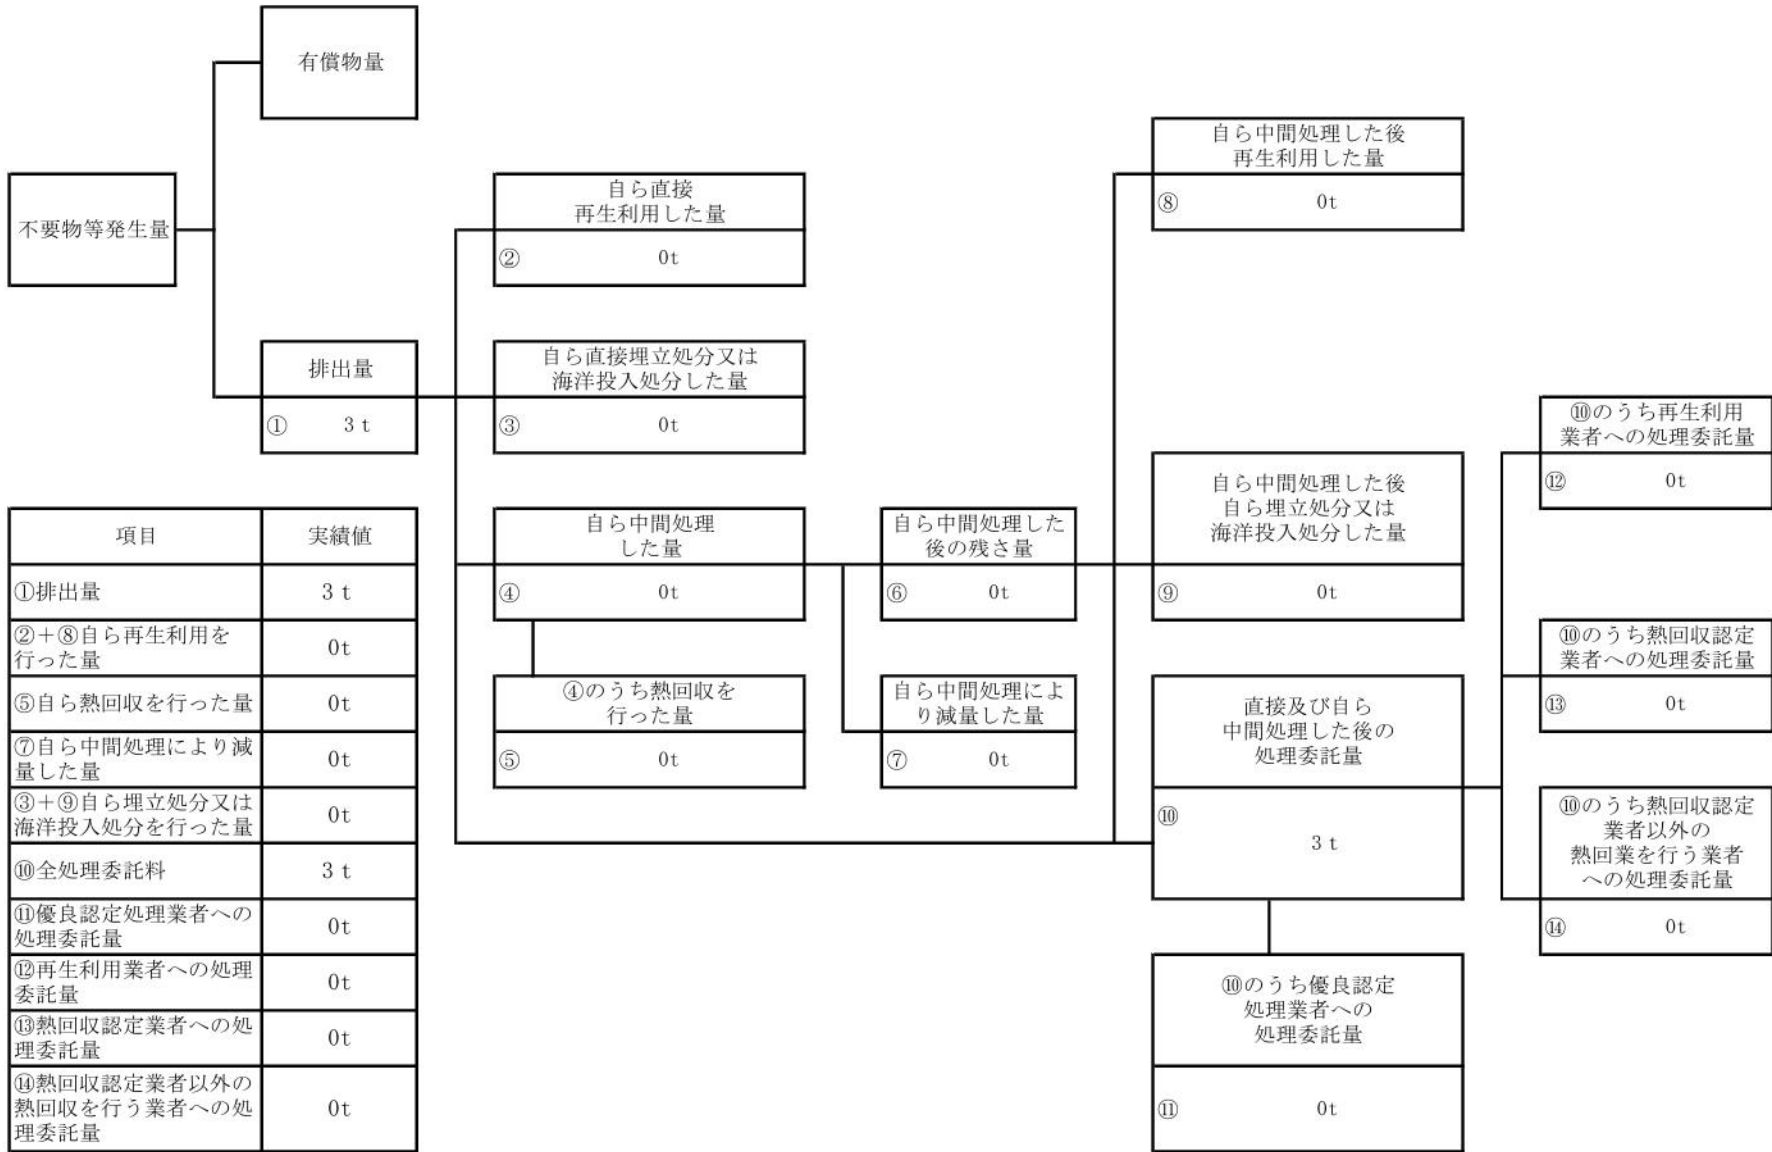 有償物量
不要物等発生量
排出量
① 3 t
自ら直接
再生利用した量
② 0t
自ら直接埋立処分又は
海洋投入処分した量
③ 0t
自ら中間処理
した量
④ 0t
④のうち熱回収を
行った量
⑤ 0t
自ら中間処理した
後の残さ量
⑥ 0t
自ら中間処理によ
り減量した量
⑦ 0t
自ら中間処理した後
再生利用した量
⑧ 0t
自ら中間処理した後
自ら埋立処分又は
海洋投入処分した量
⑨ 0t
直接及び自ら
中間処理した後の
処理委託量
⑩
3 t
⑩のうち優良認定
処理業者への
処理委託量
⑪ 0t
⑩のうち再生利用
業者への処理委託量
⑫ 0t
⑩のうち熱回収認定
業者への処理委託量
⑬ 0t
⑩のうち熱回収認定
業者以外の
熱回業を行う業者
への処理委託量
⑭ 0t
項目 実績値
①排出量 3 t
②+⑧自ら再生利用を
行った量 0t
⑤自ら熱回収を行った量 0t
⑦自ら中間処理により減
量した量 0t
③+⑨自ら埋立処分又は
海洋投入処分を行った量 0t
⑩全処理委託料 3 t
⑪優良認定処理業者への
処理委託量 0t
⑫再生利用業者への処理
委託量 0t
⑬熱回収認定業者への処
理委託量 0t
⑭熱回収認定業者以外の
熱回収を行う業者への処
理委託量 0t